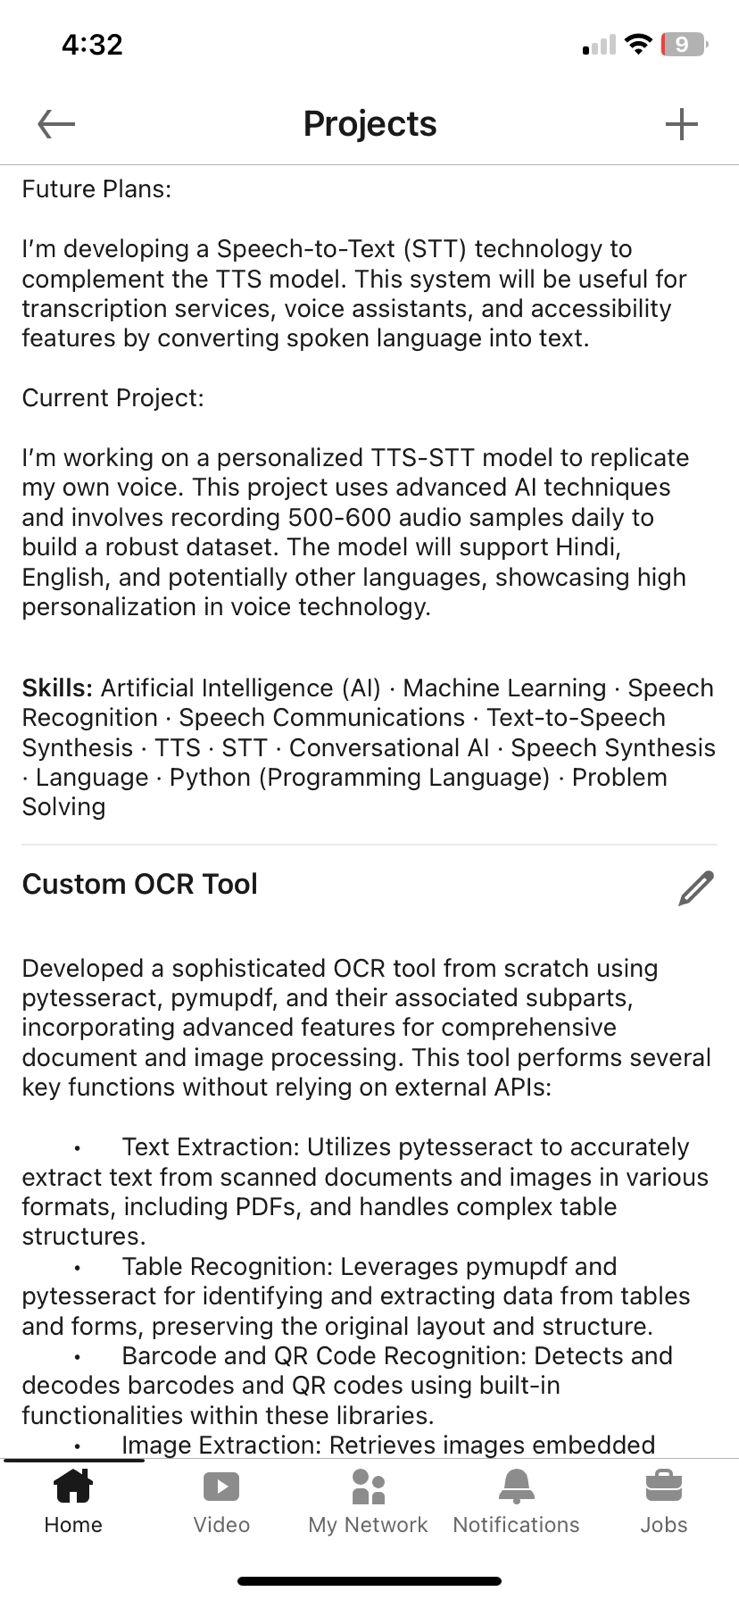 4:32
9
Projects
Future Plans:
I'm developing a Speech-to-Text (STT) technology to
complement the TTS model. This system will be useful for
transcription services, voice assistants, and accessibility
features by converting spoken language into text.
Current Project:
I'm working on a personalized TTS-STT model to replicate
my own voice. This project uses advanced AI techniques
and involves recording 500-600 audio samples daily to
build a robust dataset. The model will support Hindi,
English, and potentially other languages, showcasing high
personalization in voice technology.
Skills: Artificial Intelligence (AI) · Machine Learning · Speech
Recognition · Speech Communications · Text-to-Speech
Synthesis · TTS · STT · Conversational AI · Speech Synthesis
· Language · Python (Programming Language) · Problem
Solving
Custom OCR Tool
Developed a sophisticated OCR tool from scratch using
pytesseract, pymupdf, and their associated subparts,
incorporating advanced features for comprehensive
document and image processing. This tool performs several
key functions without relying on external APIs:
• Text Extraction: Utilizes pytesseract to accurately
extract text from scanned documents and images in various
formats, including PDFs, and handles complex table
structures.
• Table Recognition: Leverages pymupdf and
pytesseract for identifying and extracting data from tables
and forms, preserving the original layout and structure.
• Barcode and QR Code Recognition: Detects and
decodes barcodes and QR codes using built-in
functionalities within these libraries.
• Image Extraction: Retrieves images embedded
Home
Video
My Network
Notifications
Jobs